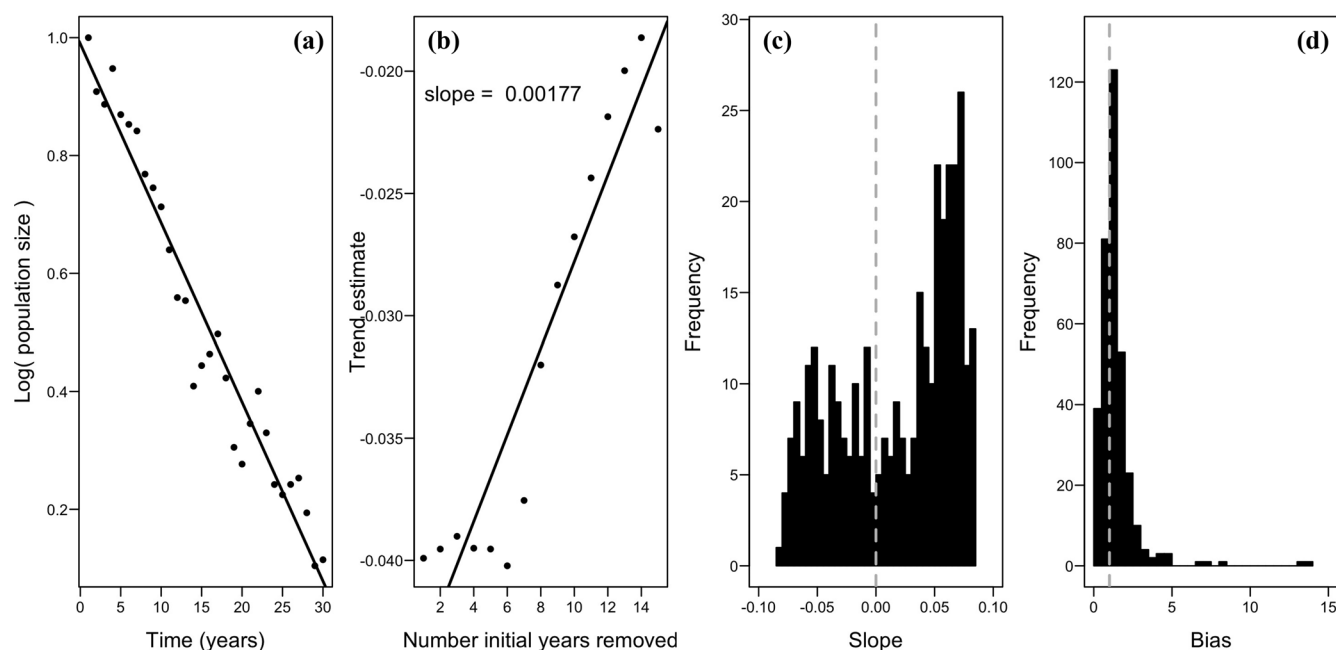 (a)
1.0
0.8
0.6
0.4
0.2
Log( population size )
0 5 10 15 20 25 30
Time (years)
(b)
slope = 0.00177
-0.020
-0.025
-0.030
-0.035
-0.040
Trend estimate
2 4 6 8 10 12 14
Number initial years removed
(c)
30
25
20
15
10
5
0
Frequency
-0.10 -0.05 0.00 0.05 0.10
Slope
(d)
120
100
80
60
40
20
0
Frequency
0 5 10 15
Bias